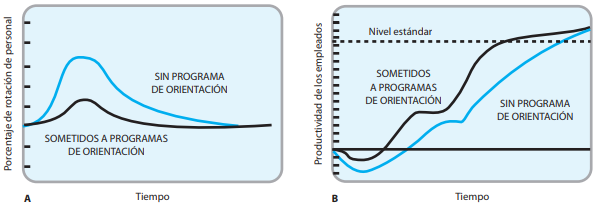 Porcentaje de rotación de personal
SIN PROGRAMA
DE ORIENTACIÓN
SOMETIDOS A PROGRAMAS
DE ORIENTACIÓN
A
Tiempo
Productividad de los empleados
Nivel estándar
SOMETIDOS
A PROGRAMAS
DE ORIENTACIÓN
SIN PROGRAMA
DE ORIENTACIÓN
B
Tiempo